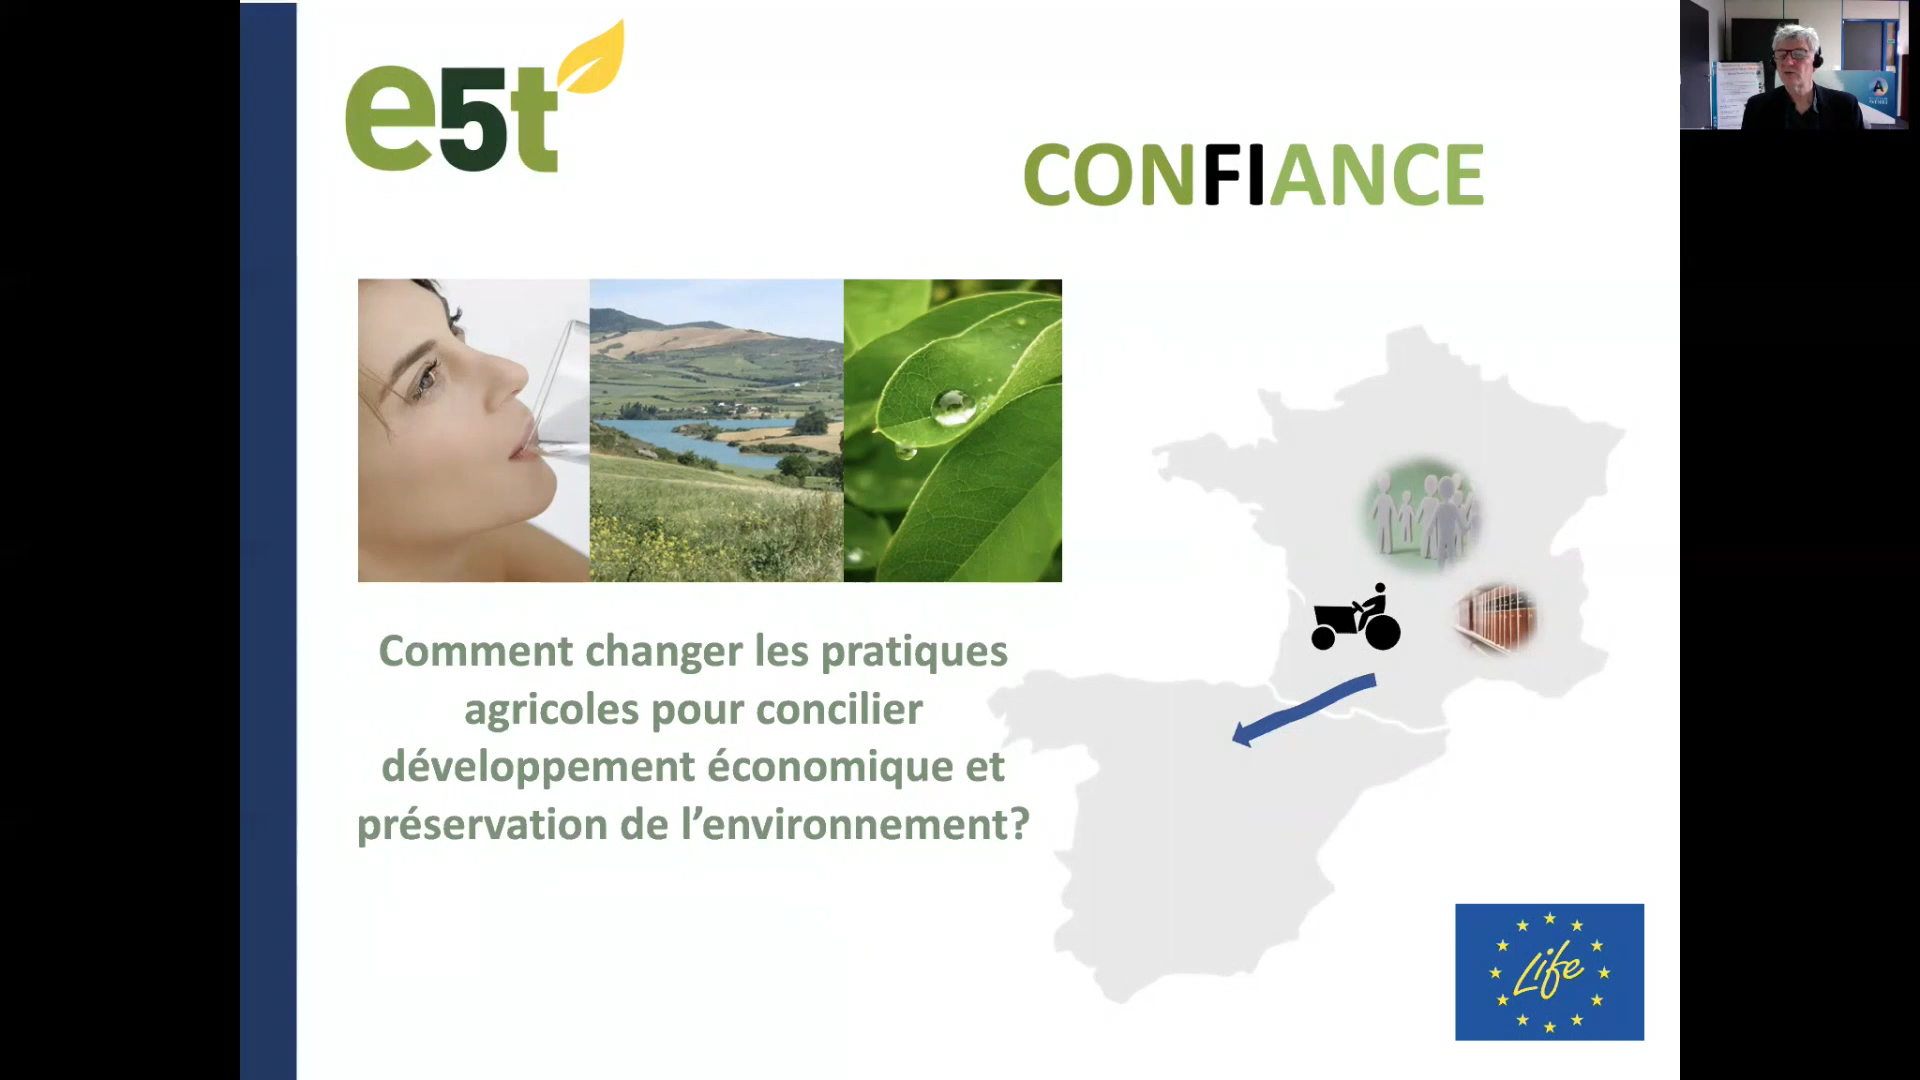 e5t
CONFIANCE
Comment changer les pratiques
agricoles pour concilier
développement économique et
préservation de l’environnement?
Life